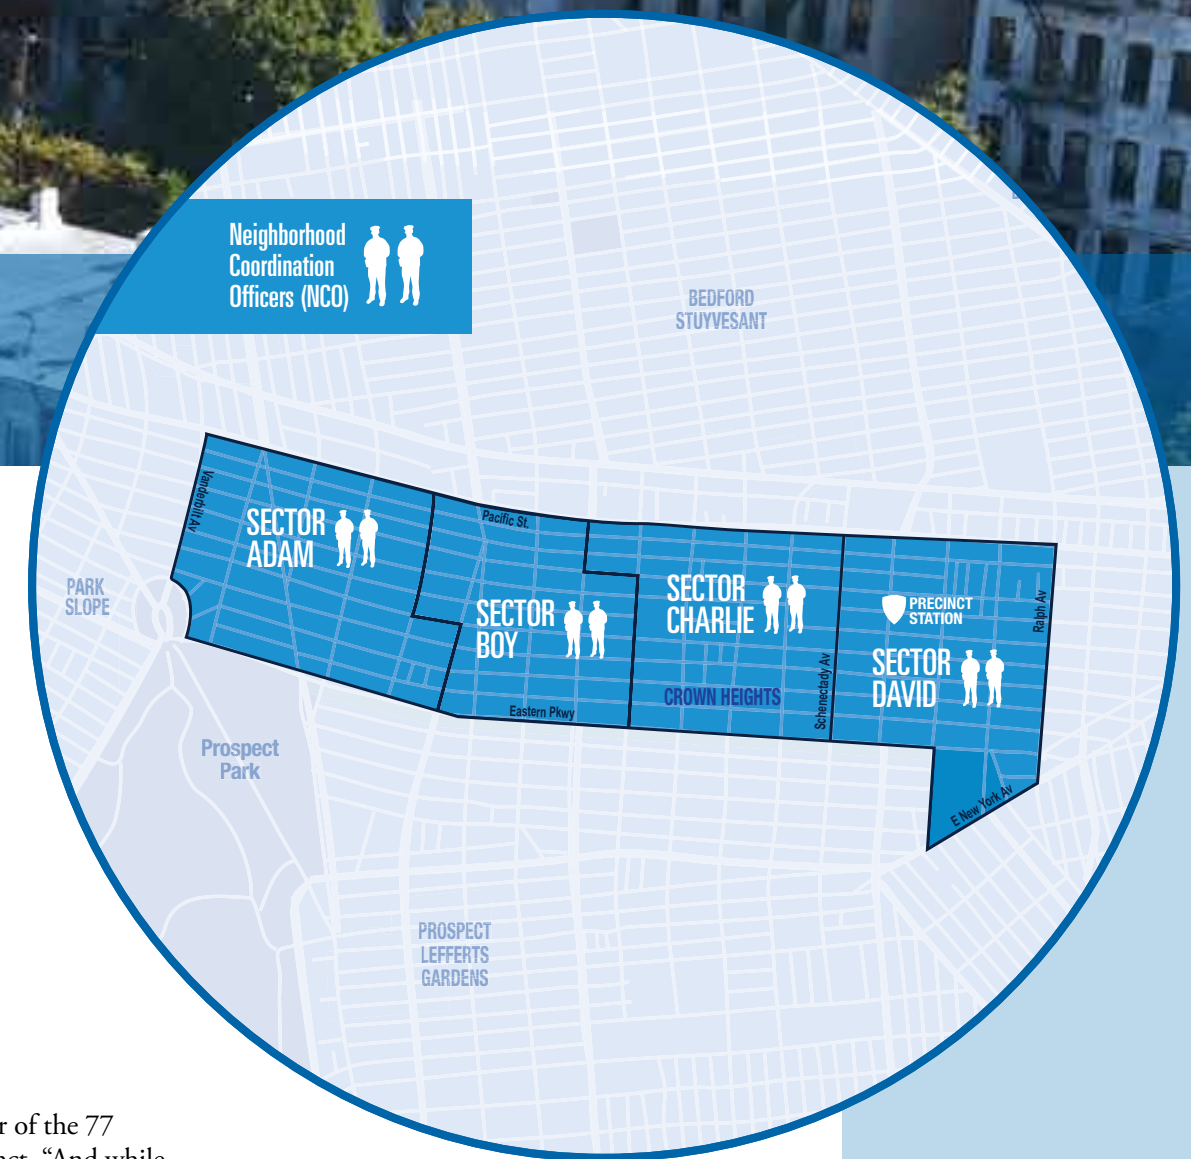 Neighborhood
Coordination
Officers (NCO)
BEDFORD
STUYVESANT
Vanderbilt Av
SECTOR
ADAM
Pacific St.
PARK
SLOPE
SECTOR
BOY
SECTOR
CHARLIE
PRECINCT
STATION
Ralph Av
SECTOR
DAVID
Schenectady Av
CROWN HEIGHTS
Eastern Pkwy
Prospect
Park
E New York Av
PROSPECT
LEFFERTS
GARDENS
of the 77
“And while